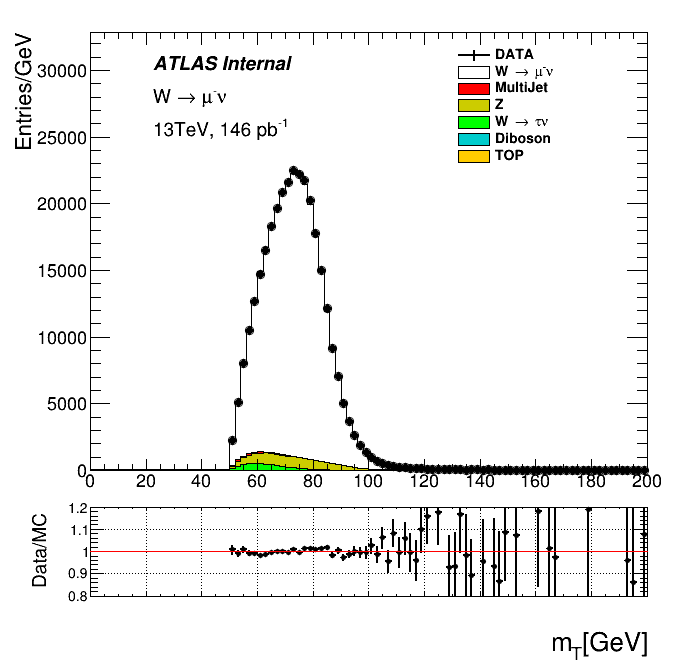 Entries/GeV
30000
25000
20000
15000
10000
5000
0
ATLAS Internal
W → μ⁻ν
13TeV, 146 pb⁻¹
DATA
W → μ⁻ν
MultiJet
Z
W → τν
Diboson
TOP
0 20 40 60 80 100 120 140 160 180 200
Data/MC
1.2
1.1
1
0.9
0.8
m_T[GeV]